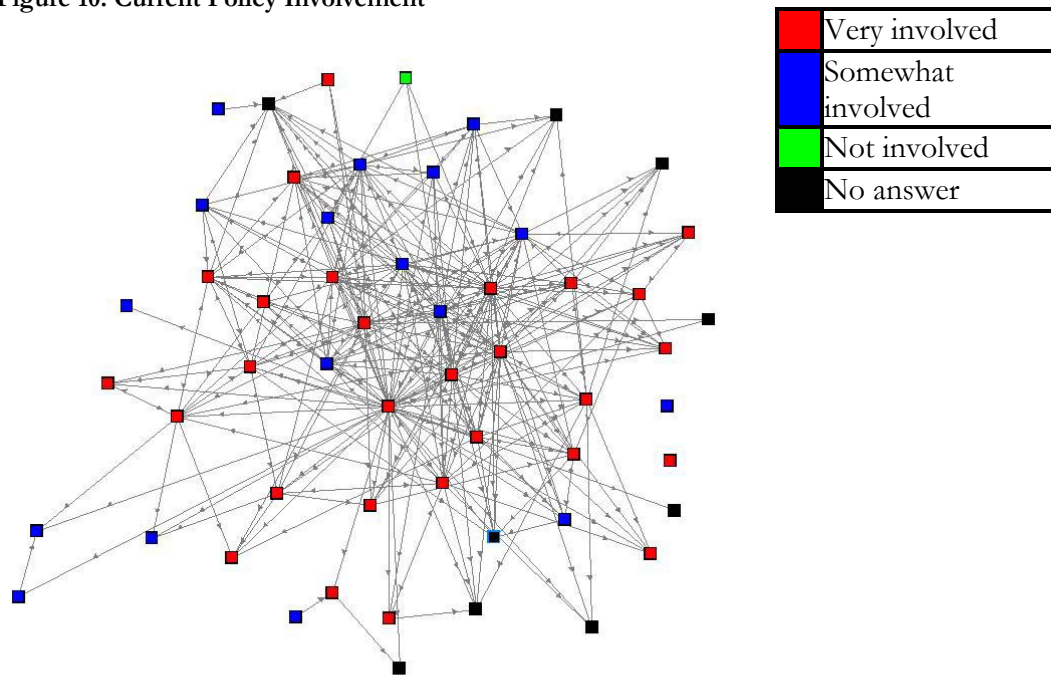 Figure 10. Current Policy Involvement
Very involved
Somewhat
involved
Not involved
No answer